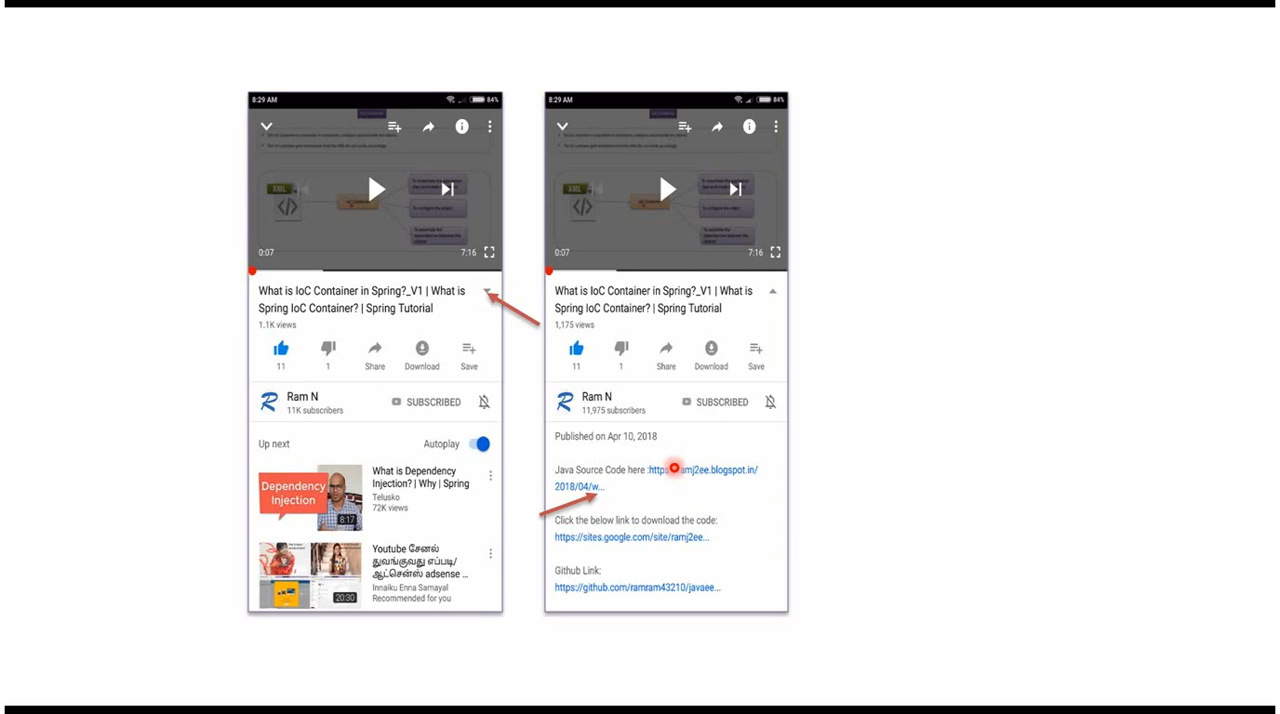 8:29 AM
84%
XML
0:07
7:16
What is IoC Container in Spring?_V1 | What is
Spring IoC Container? | Spring Tutorial
1.1K views
11
1
Share
Download
Save
Ram N
11K subscribers
SUBSCRIBED
Up next
Autoplay
Dependency
Injection
8:17
What is Dependency
Injection? | Why | Spring
Telusko
72K views
20:30
Youtube சேனல்
துவங்குவது எப்படி/
ஆட்சென்ஸ் adsense ...
Innaiku Enna Samayal
Recommended for you
8:29 AM
84%
XML
0:07
7:16
What is IoC Container in Spring?_V1 | What is
Spring IoC Container? | Spring Tutorial
1,175 views
11
1
Share
Download
Save
Ram N
11,975 subscribers
SUBSCRIBED
Published on Apr 10, 2018
Java Source Code here :http amj2ee.blogspot.in/
2018/04/w...
Click the below link to download the code:
https://sites.google.com/site/ramj2ee...
Github Link:
https://github.com/ramram43210/javaee...